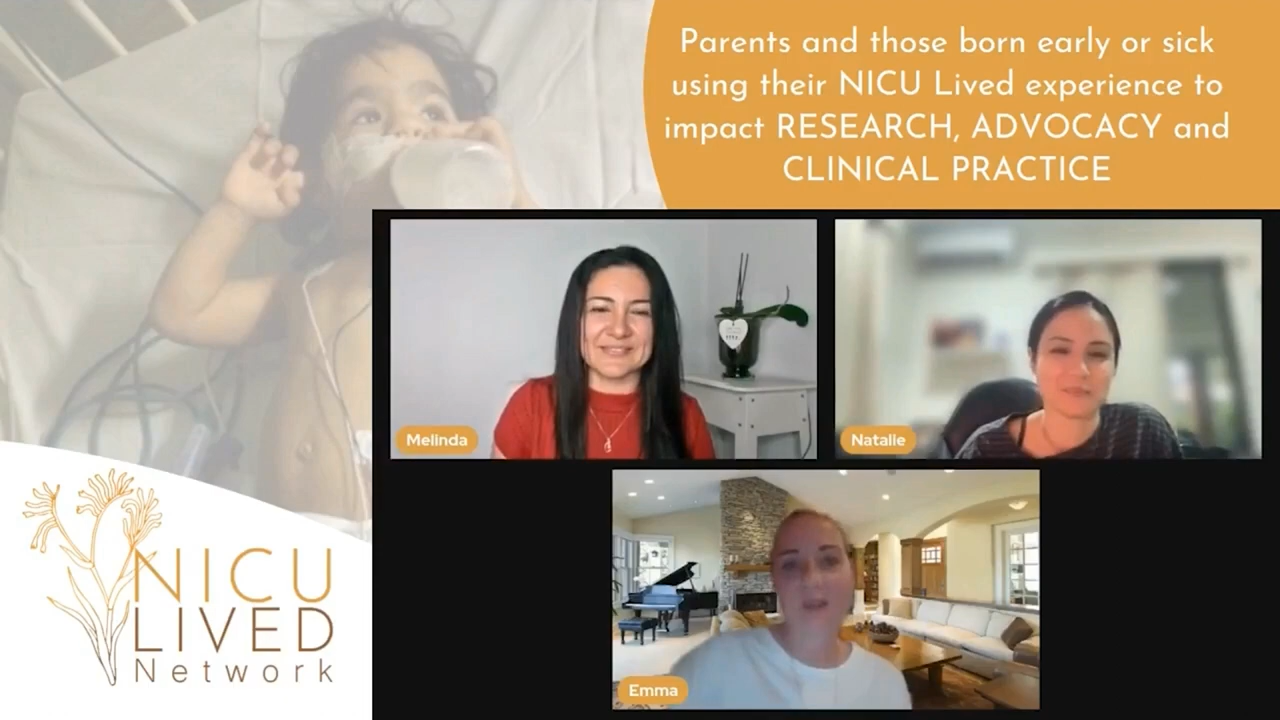 Parents and those born early or sick
using their NICU Lived experience to
impact RESEARCH, ADVOCACY and
CLINICAL PRACTICE
Melinda
Natalie
Emma
NICU
LIVED
Network